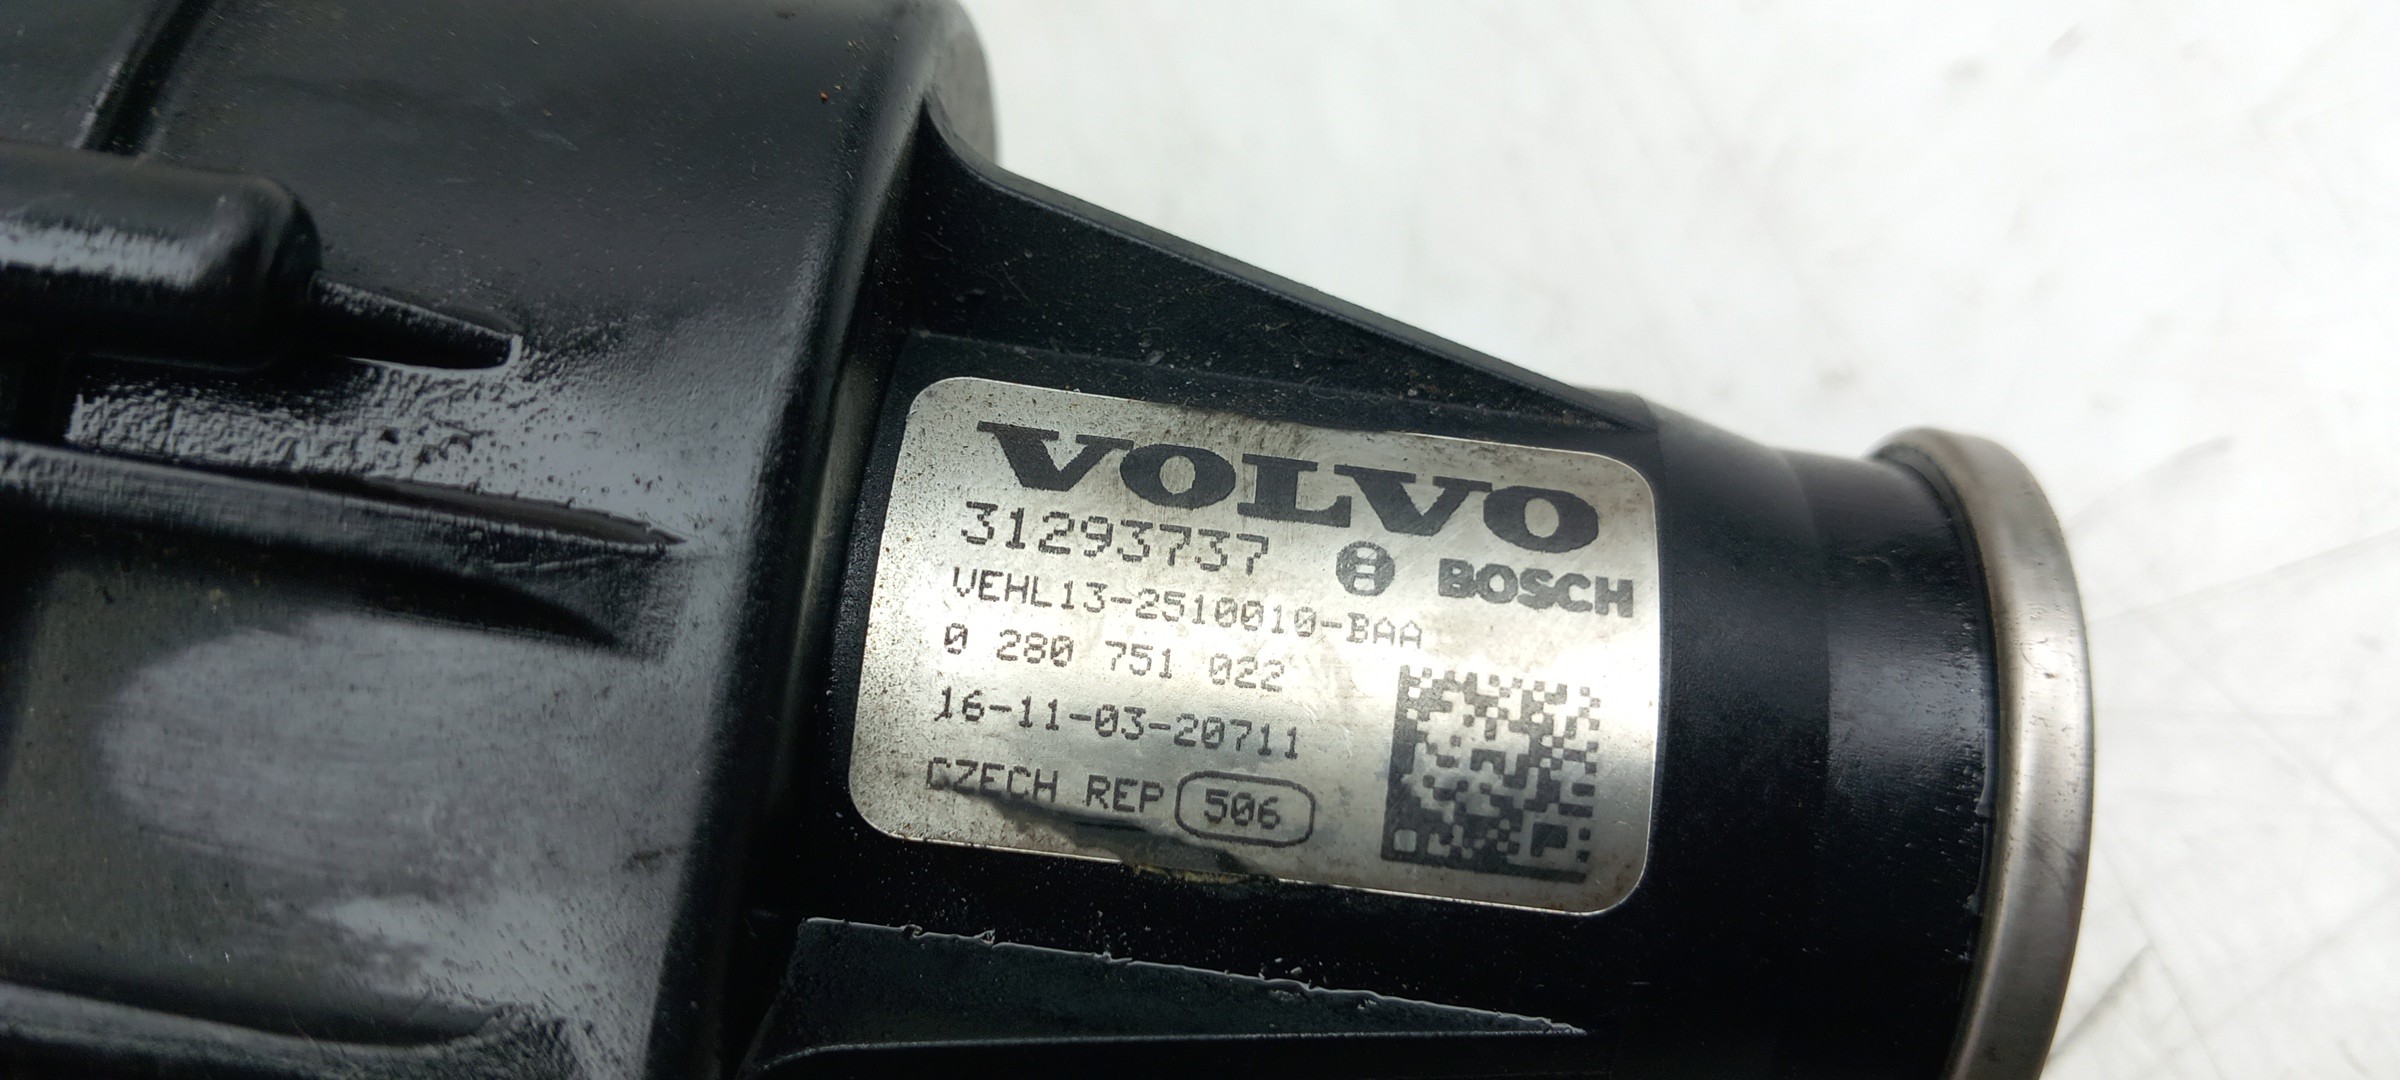 VOLVO
31293737 BOSCH
VEHL13-2510010-BAA
0 280 751 022
16-11-03-20711
CZECH REP 506